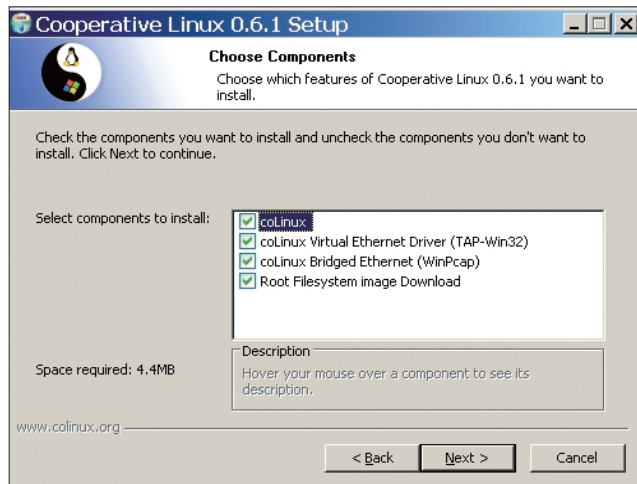 Cooperative Linux 0.6.1 Setup
Choose Components
Choose which features of Cooperative Linux 0.6.1 you want to
install.
Check the components you want to install and uncheck the components you don't want to
install. Click Next to continue.
Select components to install:
coLinux
coLinux Virtual Ethernet Driver (TAP-Win32)
coLinux Bridged Ethernet (WinPcap)
Root Filesystem image Download
Space required: 4.4MB
Description
Hover your mouse over a component to see its
description.
www.colinux.org
< Back
Next >
Cancel